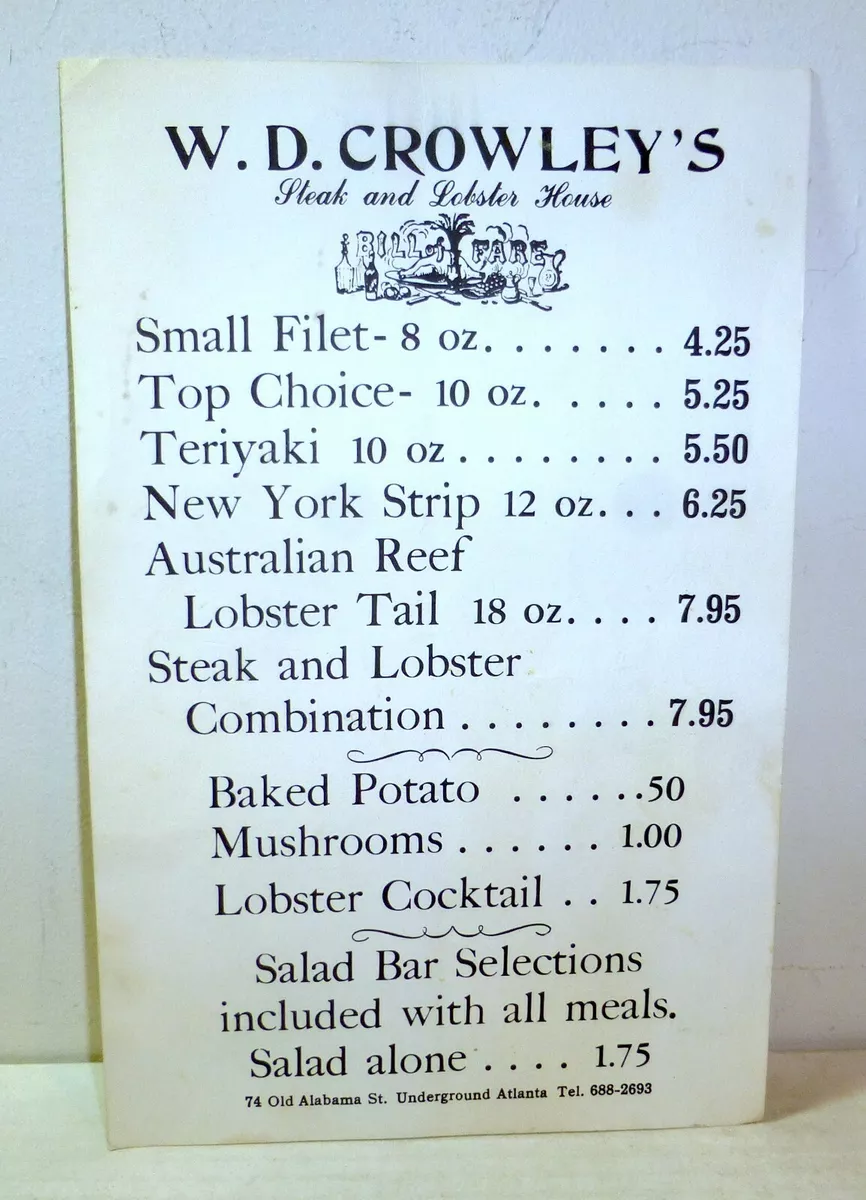 W. D. CROWLEY'S
Steak and Lobster House
BILL of FARE
Small Filet- 8 oz. . . . . . . . 4.25
Top Choice- 10 oz. . . . . . 5.25
Teriyaki 10 oz . . . . . . . . . 5.50
New York Strip 12 oz. . . . 6.25
Australian Reef
Lobster Tail 18 oz. . . . . 7.95
Steak and Lobster
Combination . . . . . . . . 7.95
Baked Potato . . . . . . .50
Mushrooms . . . . . . 1.00
Lobster Cocktail . . 1.75
Salad Bar Selections
included with all meals.
Salad alone . . . . 1.75
74 Old Alabama St. Underground Atlanta Tel. 688-2693